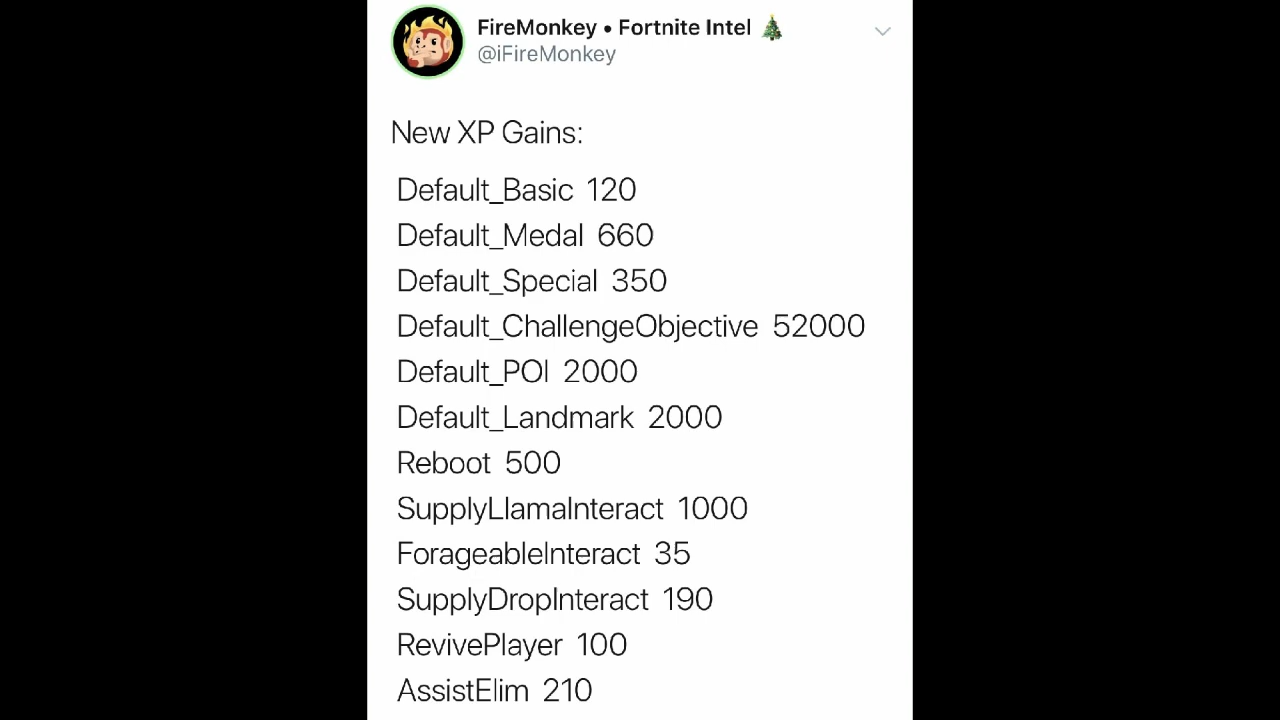 FireMonkey • Fortnite Intel 🎄
@iFireMonkey
New XP Gains:
Default_Basic 120
Default_Medal 660
Default_Special 350
Default_ChallengeObjective 52000
Default_POI 2000
Default_Landmark 2000
Reboot 500
SupplyLlamaInteract 1000
ForageableInteract 35
SupplyDropInteract 190
RevivePlayer 100
AssistElim 210